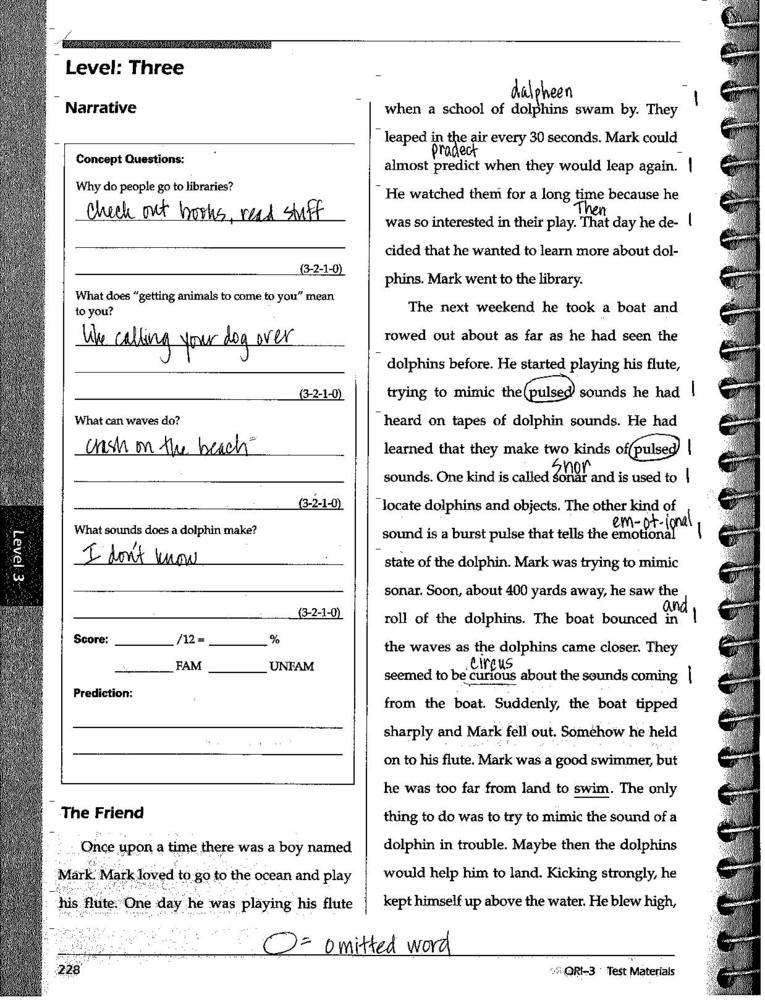 Level: Three
Narrative
Concept Questions:
Why do people go to libraries?
Check out books, read stuff
(3-2-1-0)
What does "getting animals to come to you" mean
to you?
like calling your dog over
(3-2-1-0)
What can waves do?
crash on the beach
(3-2-1-0)
What sounds does a dolphin make?
I don't know
(3-2-1-0)
Score: ________ /12 = ________ %
________ FAM ________ UNFAM
Prediction:
The Friend
Once upon a time there was a boy named
Mark. Mark loved to go to the ocean and play
his flute. One day he was playing his flute
dalpheen
when a school of dolphins swam by. They |
leaped in the air every 30 seconds. Mark could
pradect
almost predict when they would leap again. |
He watched them for a long time because he
Then
was so interested in their play. That day he de- |
cided that he wanted to learn more about dol-
phins. Mark went to the library.
The next weekend he took a boat and
rowed out about as far as he had seen the
dolphins before. He started playing his flute,
trying to mimic the pulsed sounds he had |
heard on tapes of dolphin sounds. He had
learned that they make two kinds of pulsed |
snor
sounds. One kind is called sonar and is used to |
locate dolphins and objects. The other kind of
em-ot-ional
sound is a burst pulse that tells the emotional |
state of the dolphin. Mark was trying to mimic
sonar. Soon, about 400 yards away, he saw the
and
roll of the dolphins. The boat bounced in |
the waves as the dolphins came closer. They
circus
seemed to be curious about the sounds coming |
from the boat. Suddenly, the boat tipped
sharply and Mark fell out. Somehow he held
on to his flute. Mark was a good swimmer, but
he was too far from land to swim. The only
thing to do was to try to mimic the sound of a
dolphin in trouble. Maybe then the dolphins
would help him to land. Kicking strongly, he
kept himself up above the water. He blew high,
O = omitted word
Level 3
228
QRI–3 Test Materials